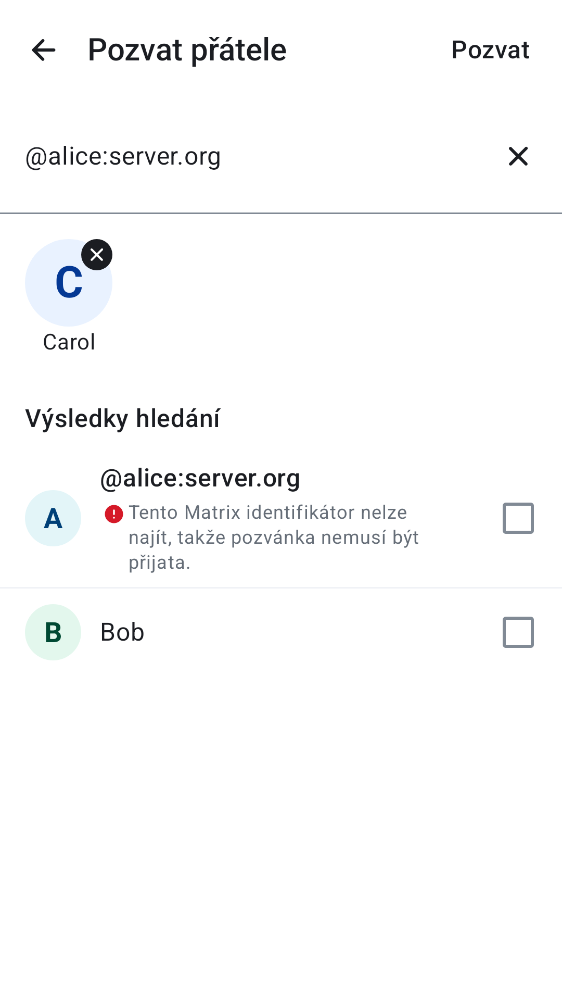 Pozvat přátele
Pozvat
@alice:server.org
C
Carol
Výsledky hledání
A
@alice:server.org
Tento Matrix identifikátor nelze
najít, takže pozvánka nemusí být
přijata.
B
Bob